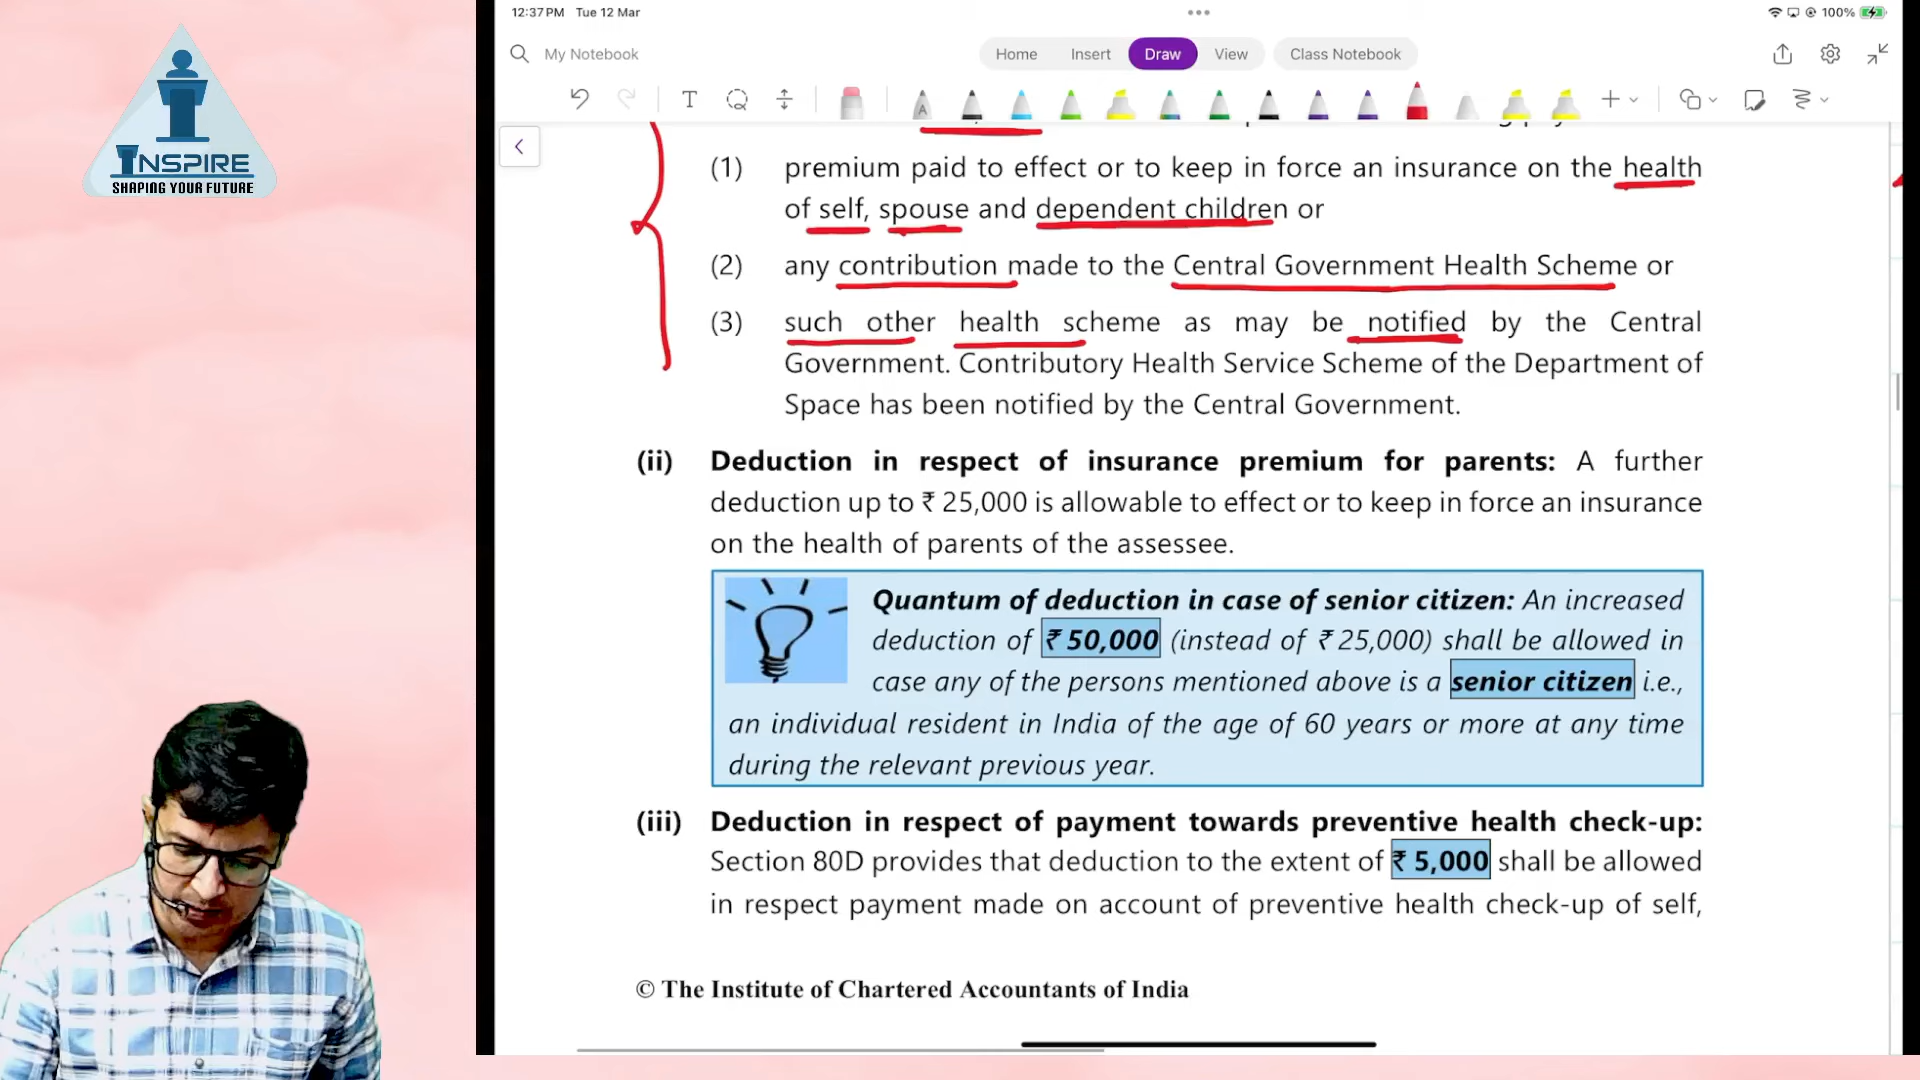 12:37 PM Tue 12 Mar
100%
My Notebook
Home Insert Draw View Class Notebook
INSPIRE
SHAPING YOUR FUTURE
(1) premium paid to effect or to keep in force an insurance on the health
of self, spouse and dependent children or
(2) any contribution made to the Central Government Health Scheme or
(3) such other health scheme as may be notified by the Central
Government. Contributory Health Service Scheme of the Department of
Space has been notified by the Central Government.
(ii) Deduction in respect of insurance premium for parents: A further
deduction up to ₹ 25,000 is allowable to effect or to keep in force an insurance
on the health of parents of the assessee.
Quantum of deduction in case of senior citizen: An increased
deduction of ₹ 50,000 (instead of ₹ 25,000) shall be allowed in
case any of the persons mentioned above is a senior citizen i.e.,
an individual resident in India of the age of 60 years or more at any time
during the relevant previous year.
(iii) Deduction in respect of payment towards preventive health check-up:
Section 80D provides that deduction to the extent of ₹ 5,000 shall be allowed
in respect payment made on account of preventive health check-up of self,
© The Institute of Chartered Accountants of India